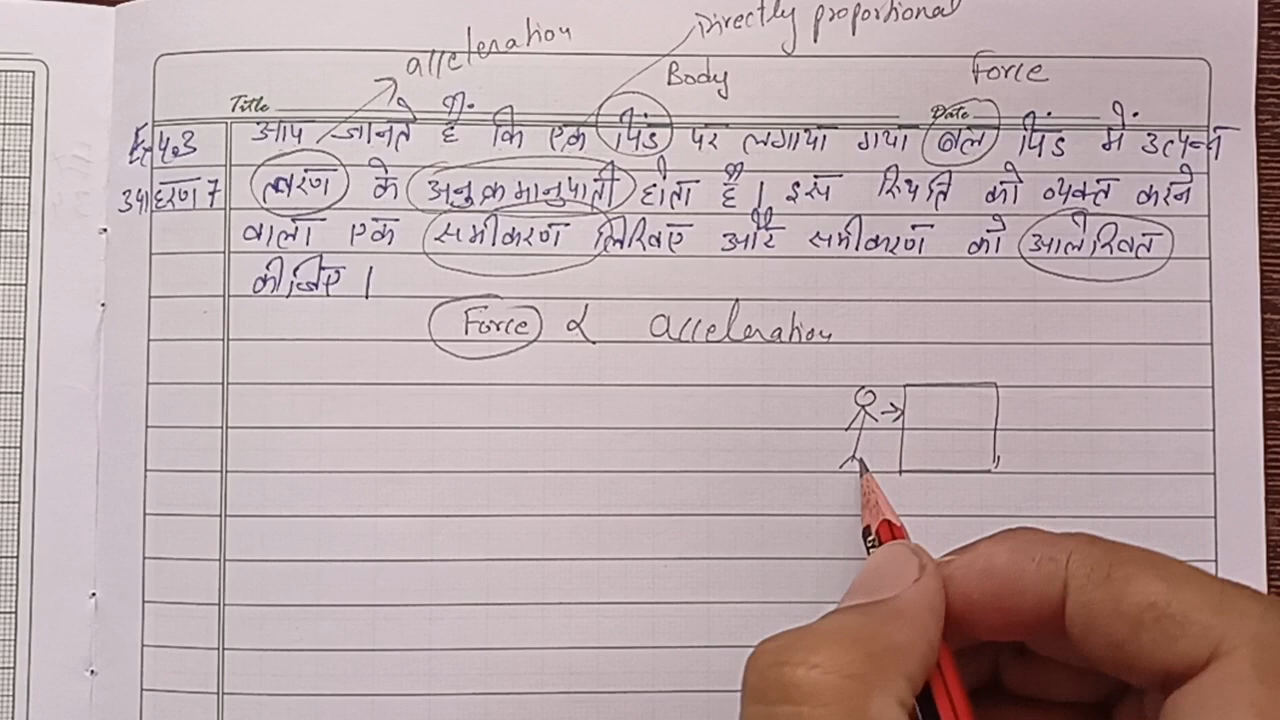 Directly proportional
acceleration
Body
Force
Title
Date
Ex 4.3
आप जानते हैं कि एक पिंड पर लगाया गया बल पिंड में उत्पन्न
उदाहरण 7
त्वरण के अनुक्रमानुपाती होता है। इस स्थिति को व्यक्त करने
वाला एक समीकरण लिखिए और समीकरण को आलेखित
कीजिए।
Force ∝ acceleration